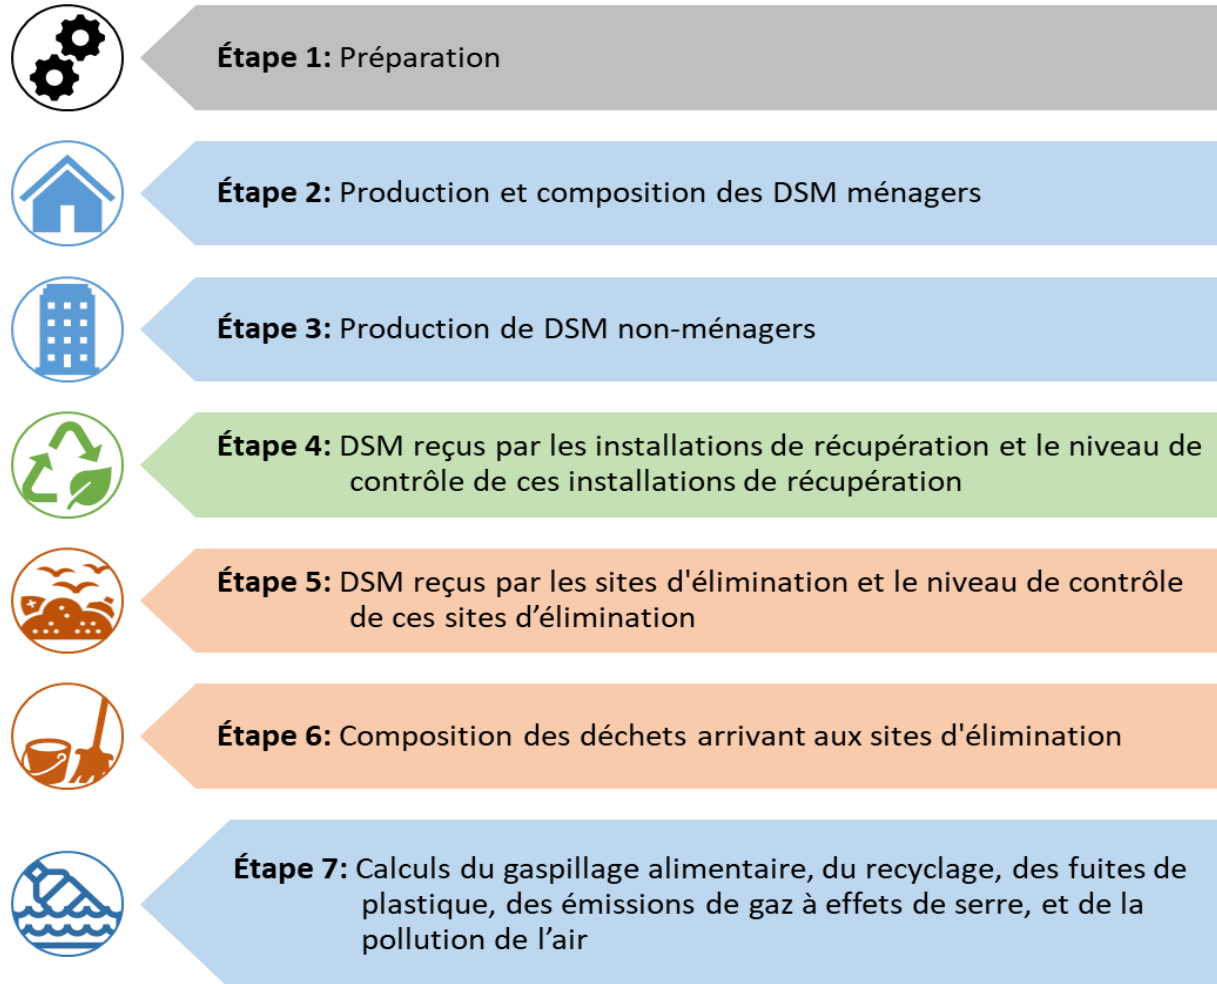 Étape 1: Préparation
Étape 2: Production et composition des DSM ménagers
Étape 3: Production de DSM non-ménagers
Étape 4: DSM reçus par les installations de récupération et le niveau de
contrôle de ces installations de récupération
Étape 5: DSM reçus par les sites d'élimination et le niveau de contrôle
de ces sites d’élimination
Étape 6: Composition des déchets arrivant aux sites d'élimination
Étape 7: Calculs du gaspillage alimentaire, du recyclage, des fuites de
plastique, des émissions de gaz à effets de serre, et de la
pollution de l’air